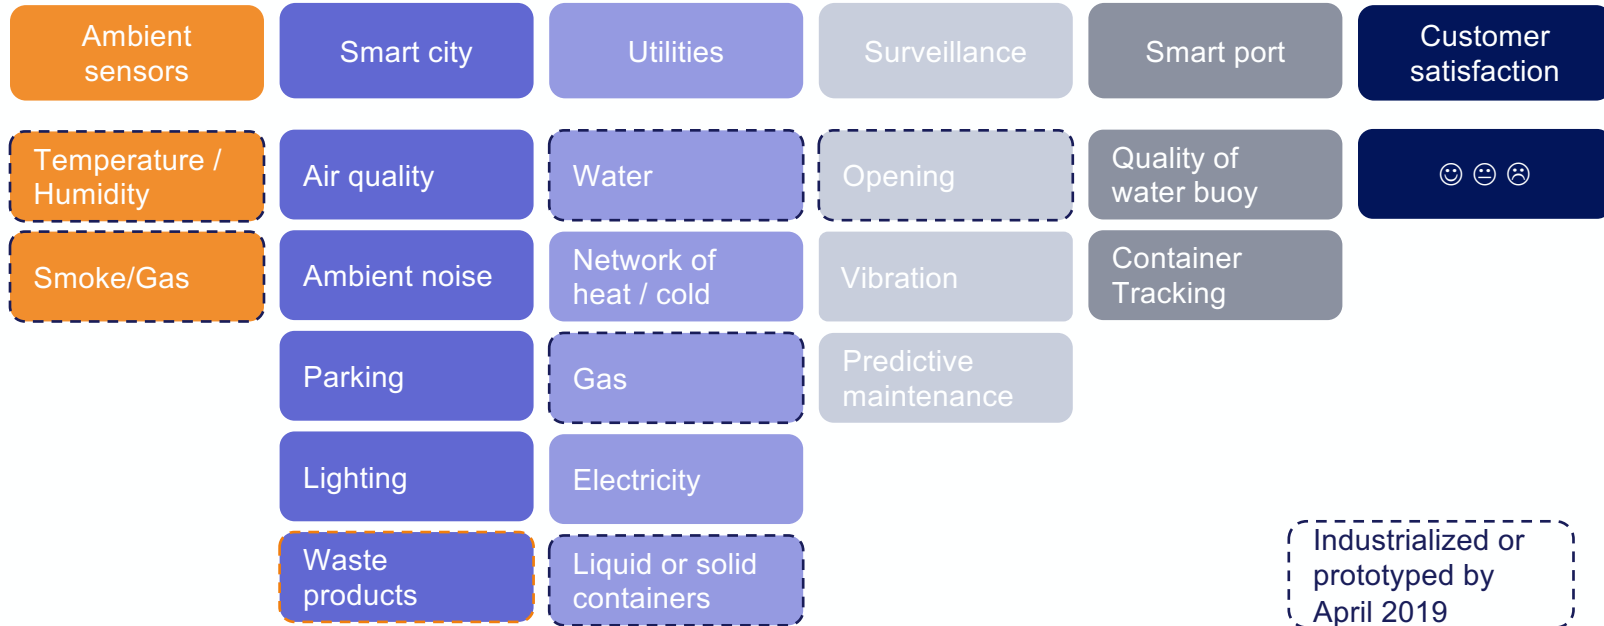 Ambient
sensors
Smart city
Utilities
Surveillance
Smart port
Customer
satisfaction
Temperature /
Humidity
Smoke/Gas
Air quality
Ambient noise
Parking
Lighting
Waste
products
Water
Network of
heat / cold
Gas
Electricity
Liquid or solid
containers
Opening
Vibration
Predictive
maintenance
Quality of
water buoy
Container
Tracking
☺ 😐 ☹
Industrialized or
prototyped by
April 2019